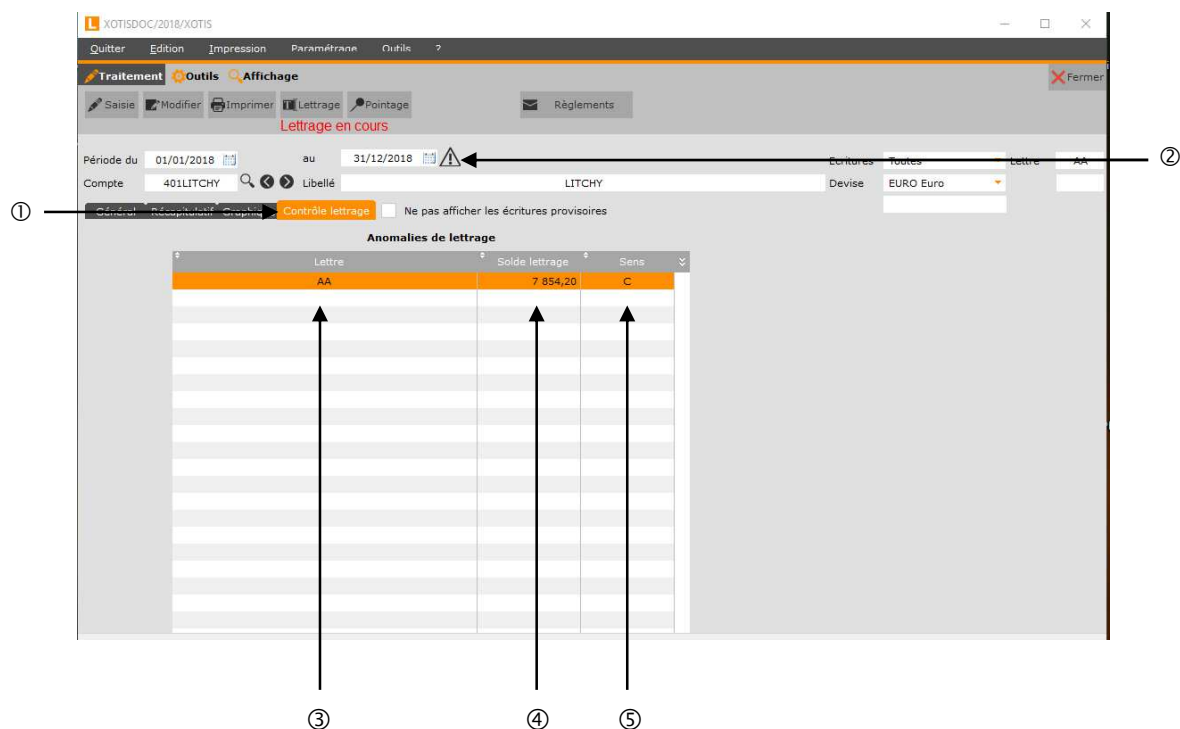 XOTISDOC/2018/XOTIS
Quitter Edition Impression Paramétrage Outils ?
Traitement Outils Affichage Fermer
Saisie Modifier Imprimer Lettrage Pointage Règlements
Lettrage en cours
Période du 01/01/2018 au 31/12/2018 Ecritures Toutes Lettre AA ②
Compte 401LITCHY Libellé LITCHY Devise EURO Euro
① Général Récapitulatif Graphiq Contrôle lettrage Ne pas afficher les écritures provisoires
Anomalies de lettrage
Lettre Solde lettrage Sens
AA 7 854,20 C
③ ④ ⑤